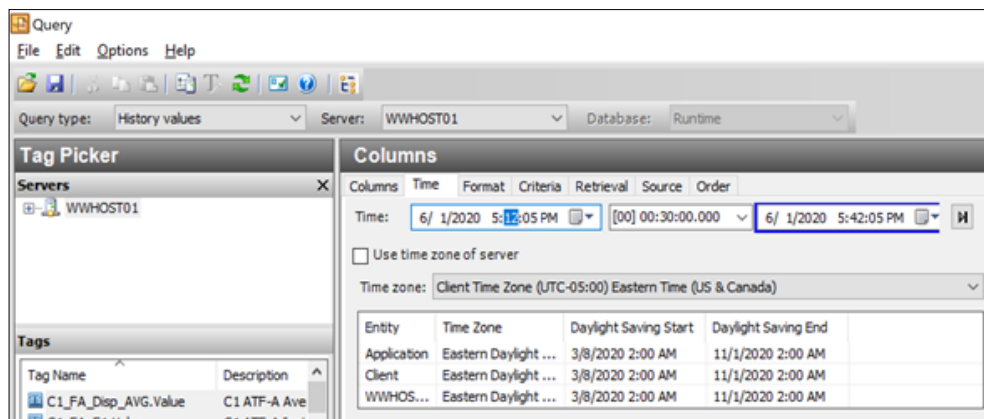 Query
File Edit Options Help
Query type: History values Server: WWHOST01 Database: Runtime
Tag Picker
Servers
WWHOST01
Tags
Tag Name Description
C1_FA_Disp_AVG.Value C1 ATF-A Ave
Columns
Columns Time Format Criteria Retrieval Source Order
Time: 6/ 1/2020 5:12:05 PM [00] 00:30:00.000 6/ 1/2020 5:42:05 PM
Use time zone of server
Time zone: Client Time Zone (UTC-05:00) Eastern Time (US & Canada)
Entity Time Zone Daylight Saving Start Daylight Saving End
Application Eastern Daylight ... 3/8/2020 2:00 AM 11/1/2020 2:00 AM
Client Eastern Daylight ... 3/8/2020 2:00 AM 11/1/2020 2:00 AM
WWHOS... Eastern Daylight ... 3/8/2020 2:00 AM 11/1/2020 2:00 AM